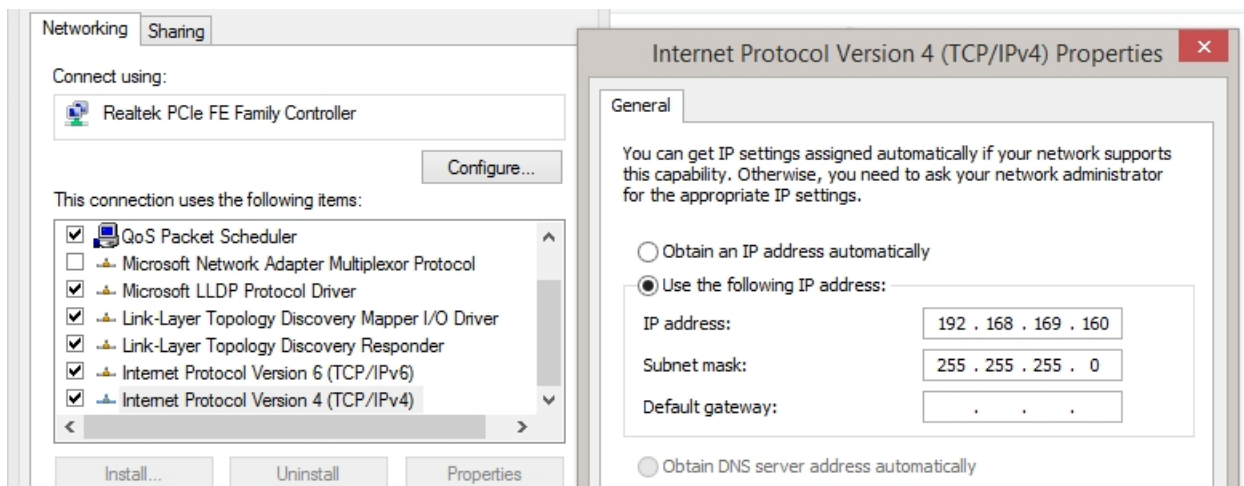 Networking
Sharing
Connect using:
Realtek PCIe FE Family Controller
Configure...
This connection uses the following items:
QoS Packet Scheduler
Microsoft Network Adapter Multiplexor Protocol
Microsoft LLDP Protocol Driver
Link-Layer Topology Discovery Mapper I/O Driver
Link-Layer Topology Discovery Responder
Internet Protocol Version 6 (TCP/IPv6)
Internet Protocol Version 4 (TCP/IPv4)
Install...
Uninstall
Properties
Internet Protocol Version 4 (TCP/IPv4) Properties
General
You can get IP settings assigned automatically if your network supports
this capability. Otherwise, you need to ask your network administrator
for the appropriate IP settings.
Obtain an IP address automatically
Use the following IP address:
IP address: 192 . 168 . 169 . 160
Subnet mask: 255 . 255 . 255 . 0
Default gateway: . . .
Obtain DNS server address automatically